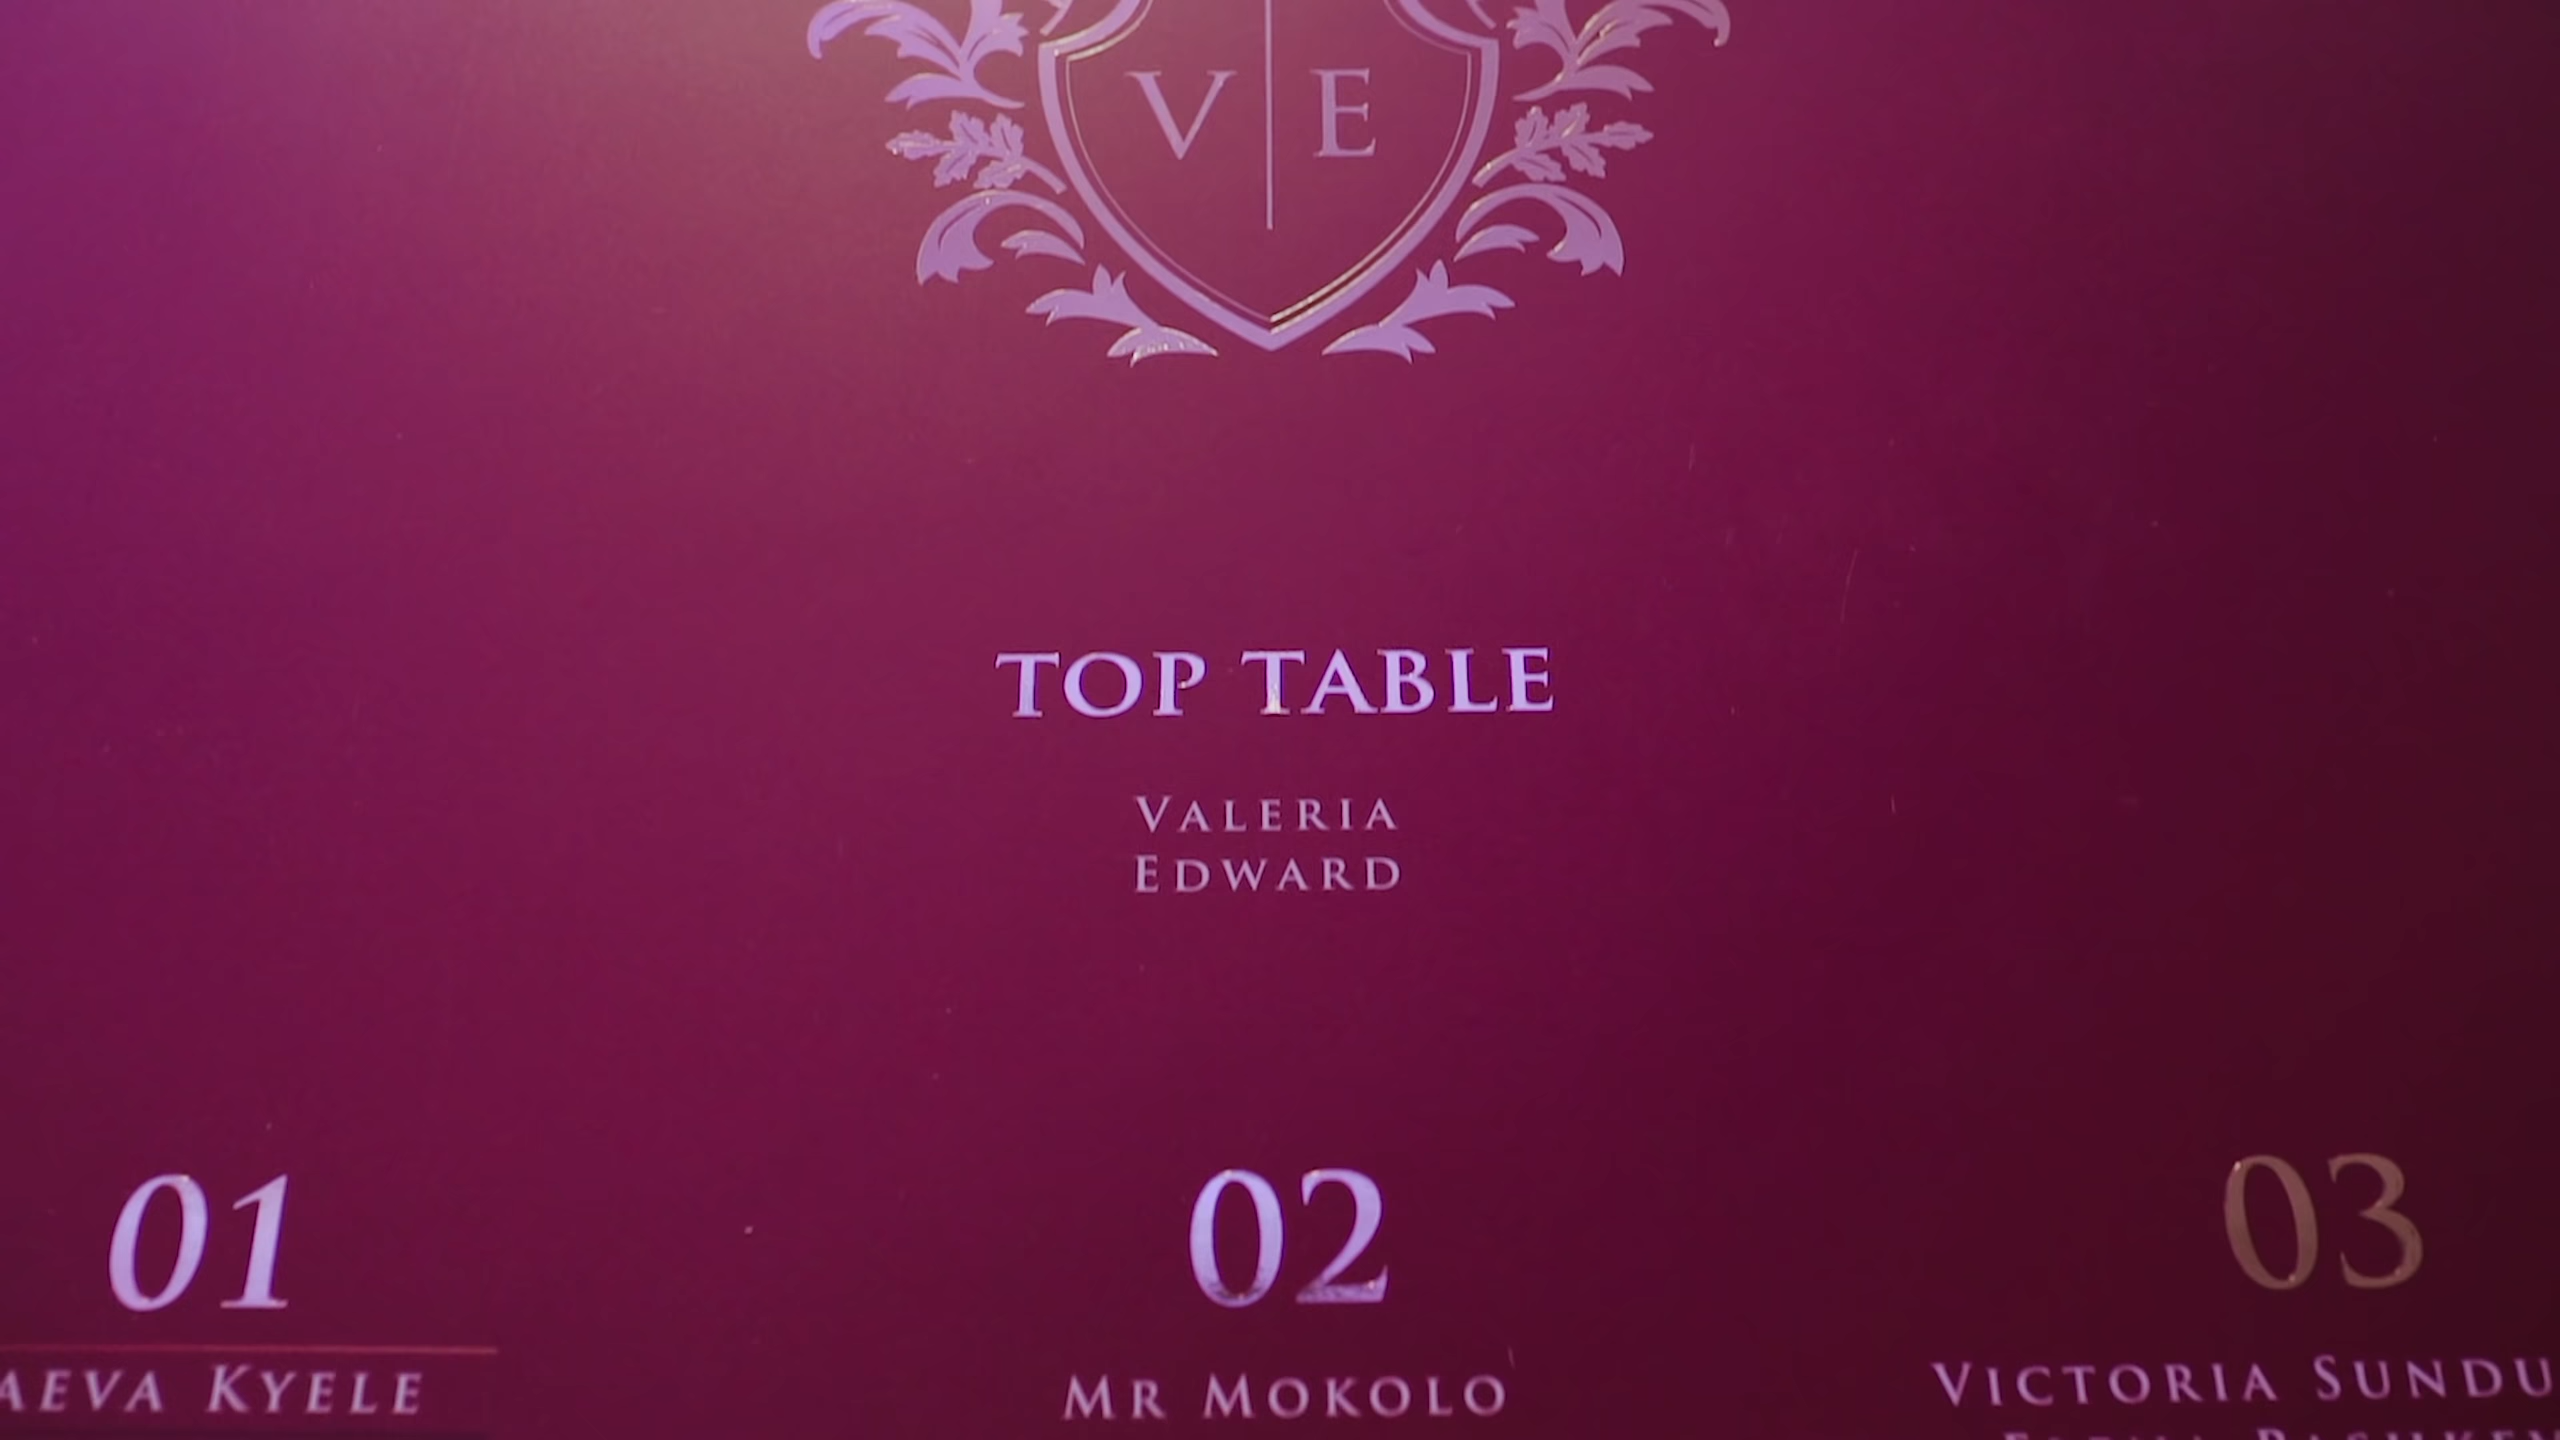 V E
TOP TABLE
VALERIA
EDWARD
01
02
03
AEVA KYELE
MR MOKOLO
VICTORIA SUNDU